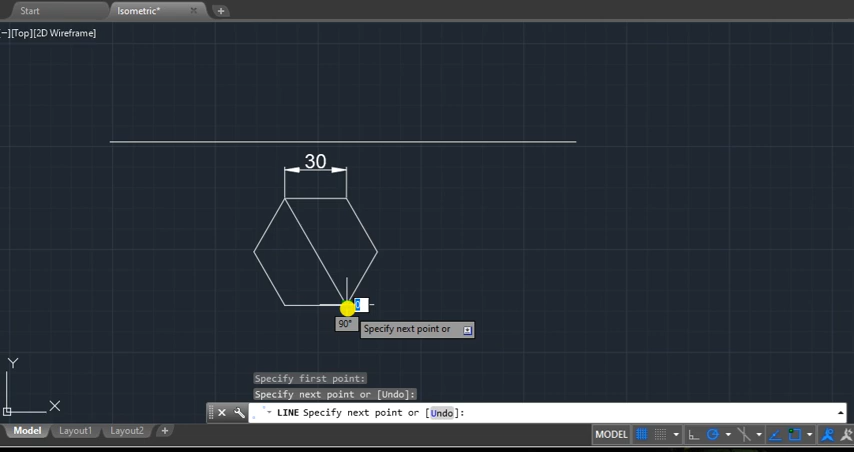 Start
Isometric*
[−][Top][2D Wireframe]
30
0
90°
Specify next point or
Y
X
Specify first point:
Specify next point or [Undo]:
LINE Specify next point or [Undo]:
Model Layout1 Layout2 +
MODEL